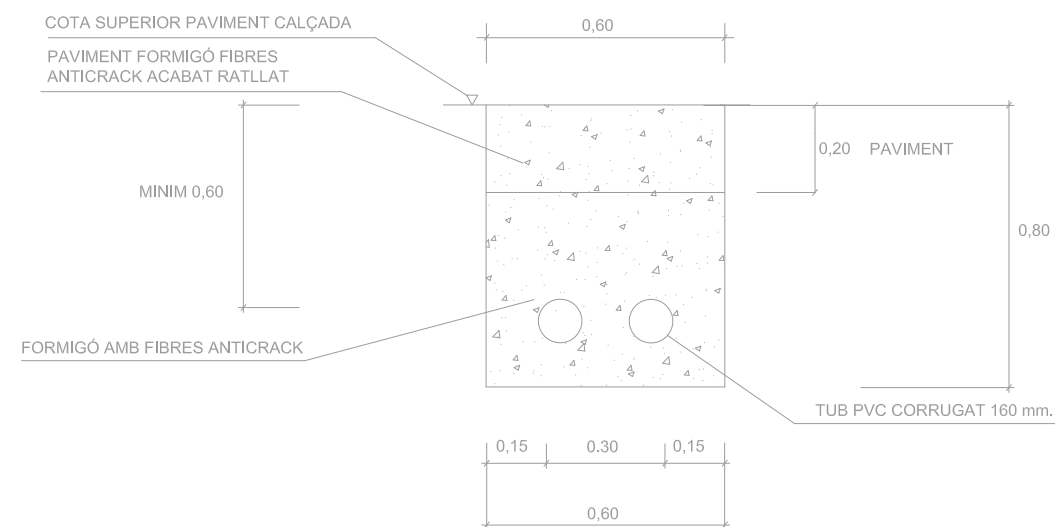 COTA SUPERIOR PAVIMENT CALÇADA
0,60
PAVIMENT FORMIGÓ FIBRES
ANTICRACK ACABAT RATLLAT
0,20 PAVIMENT
MINIM 0,60
0,80
FORMIGÓ AMB FIBRES ANTICRACK
TUB PVC CORRUGAT 160 mm.
0,15 0.30 0,15
0,60